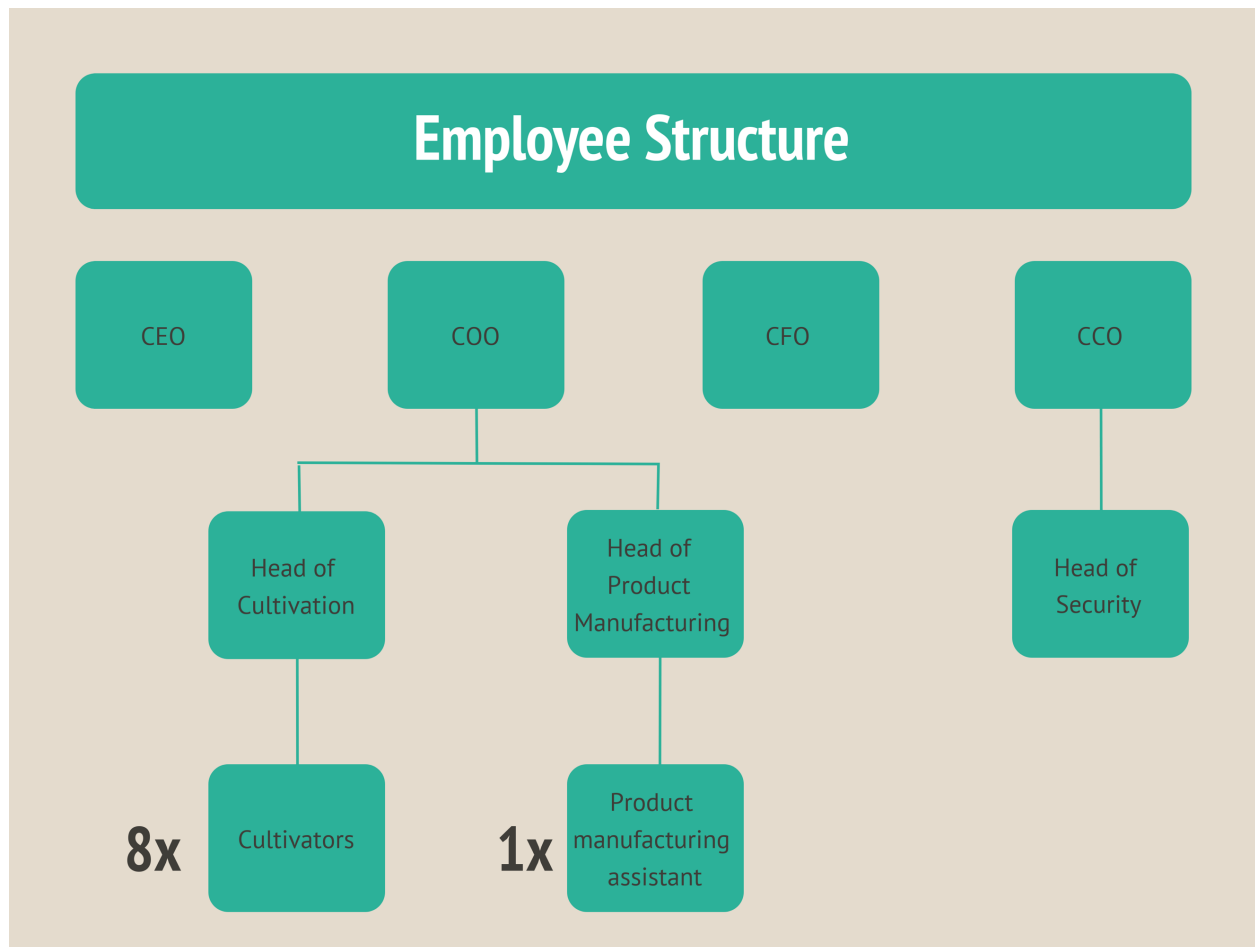 Employee Structure
CEO
COO
CFO
CCO
Head of
Cultivation
Head of
Product
Manufacturing
Head of
Security
8x
Cultivators
1x
Product
manufacturing
assistant